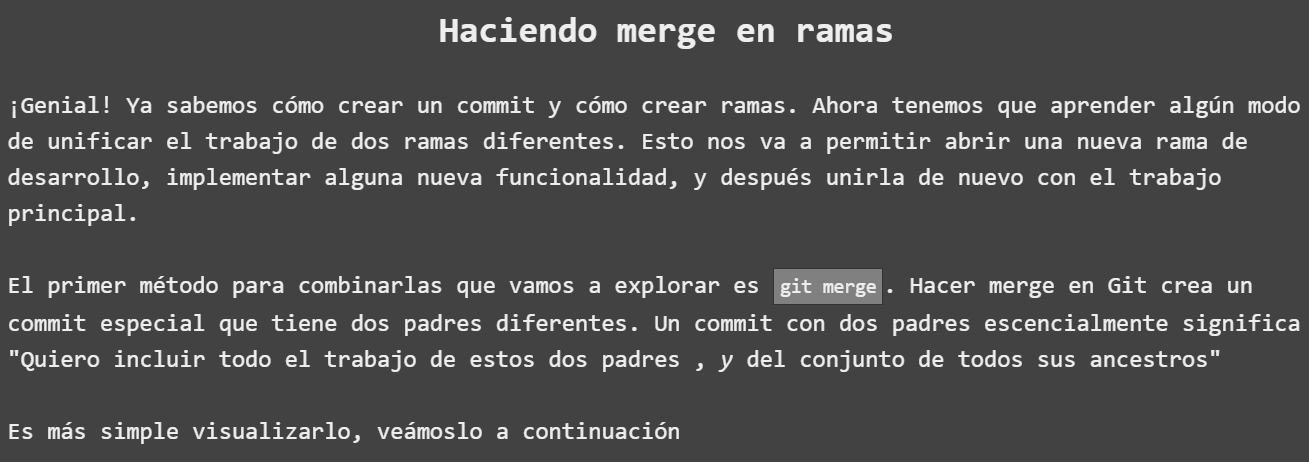 Haciendo merge en ramas
¡Genial! Ya sabemos cómo crear un commit y cómo crear ramas. Ahora tenemos que aprender algún modo
de unificar el trabajo de dos ramas diferentes. Esto nos va a permitir abrir una nueva rama de
desarrollo, implementar alguna nueva funcionalidad, y después unirla de nuevo con el trabajo
principal.
El primer método para combinarlas que vamos a explorar es git merge. Hacer merge en Git crea un
commit especial que tiene dos padres diferentes. Un commit con dos padres escencialmente significa
"Quiero incluir todo el trabajo de estos dos padres , y del conjunto de todos sus ancestros"
Es más simple visualizarlo, veámoslo a continuación